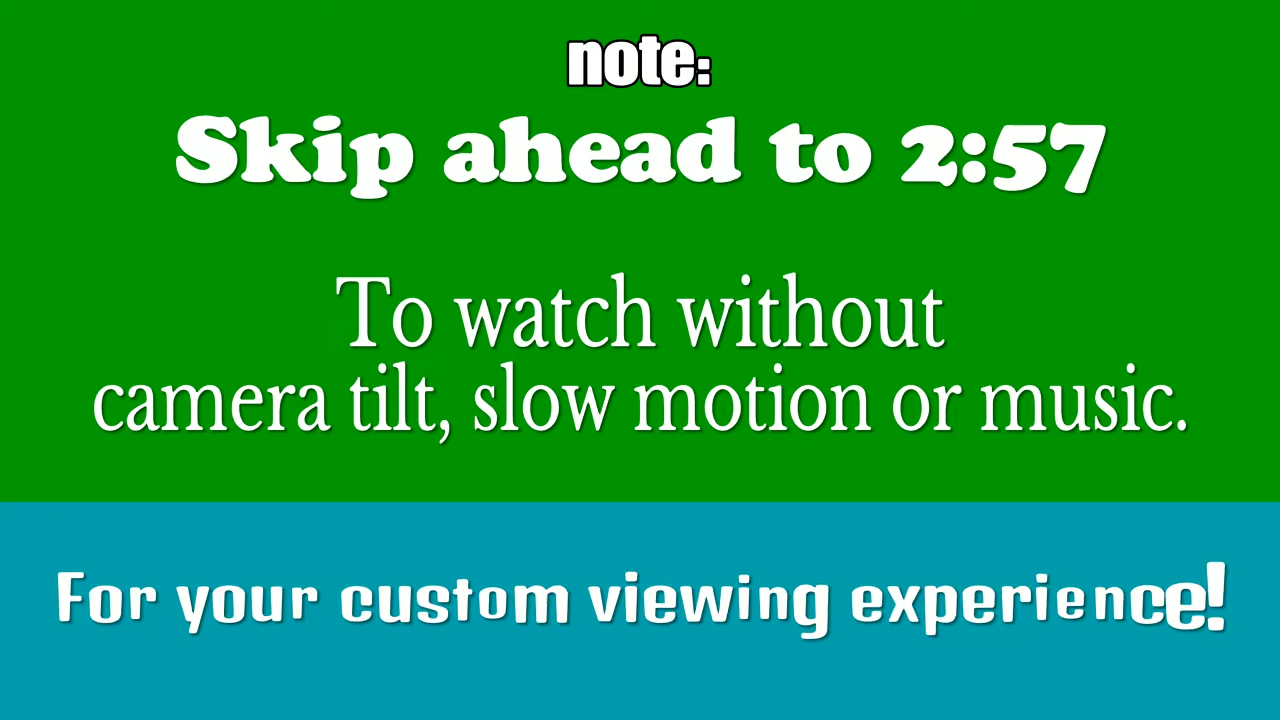 note:
Skip ahead to 2:57
To watch without
camera tilt, slow motion or music.
For your custom viewing experience!